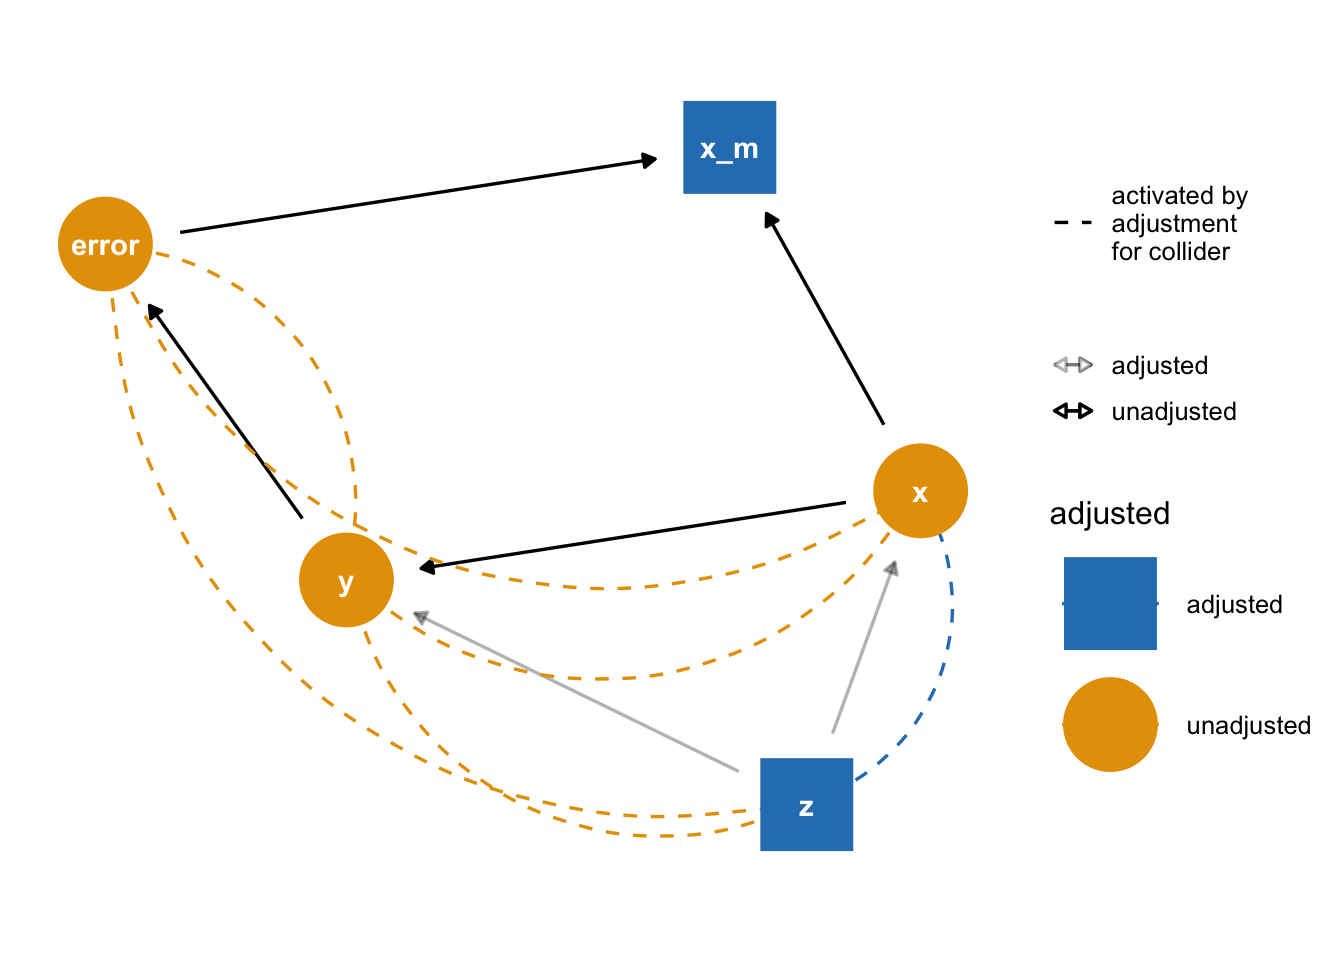 x_m
error
x
y
z
activated by
adjustment
for collider
adjusted
unadjusted
adjusted
adjusted
unadjusted